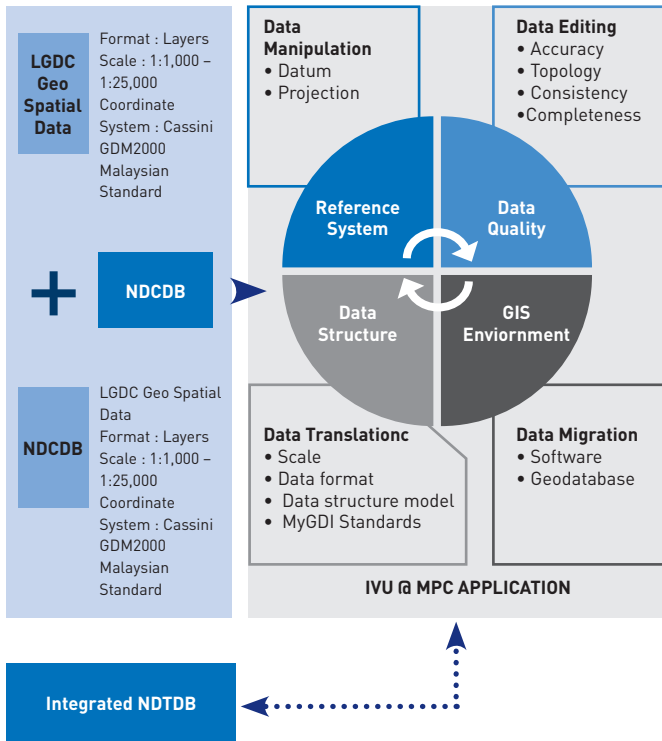 LGDC
Geo
Spatial
Data
Format : Layers
Scale : 1:1,000 –
1:25,000
Coordinate
System : Cassini
GDM2000
Malaysian
Standard
+
NDCDB
NDCDB
LGDC Geo Spatial
Data
Format : Layers
Scale : 1:1,000 –
1:25,000
Coordinate
System : Cassini
GDM2000
Malaysian
Standard
Data
Manipulation
• Datum
• Projection
Data Editing
• Accuracy
• Topology
• Consistency
•Completeness
Reference
System
Data
Quality
Data
Structure
GIS
Enviornment
Data Translationc
• Scale
• Data format
• Data structure model
• MyGDI Standards
Data Migration
• Software
• Geodatabase
IVU @ MPC APPLICATION
Integrated NDTDB